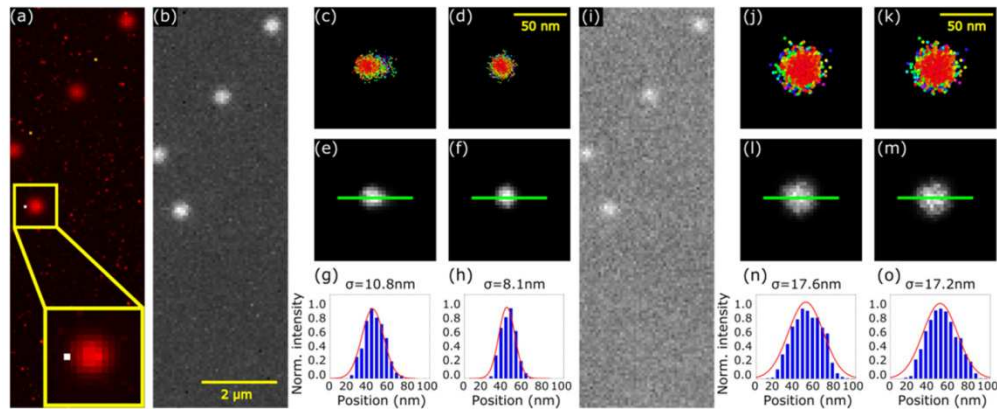 (a)
(b)
2 μm
(c)
(d)
50 nm
(e)
(f)
(g)
σ=10.8nm
(h)
σ=8.1nm
Norm. intensity
1.0
0.8
0.6
0.4
0.2
0.0
0 20 40 60 80 100
Position (nm)
0 20 40 60 80 100
Position (nm)
(i)
(j)
(k)
50 nm
(l)
(m)
(n)
σ=17.6nm
(o)
σ=17.2nm
Norm. intensity
1.0
0.8
0.6
0.4
0.2
0.0
0 20 40 60 80 100
Position (nm)
0 20 40 60 80 100
Position (nm)